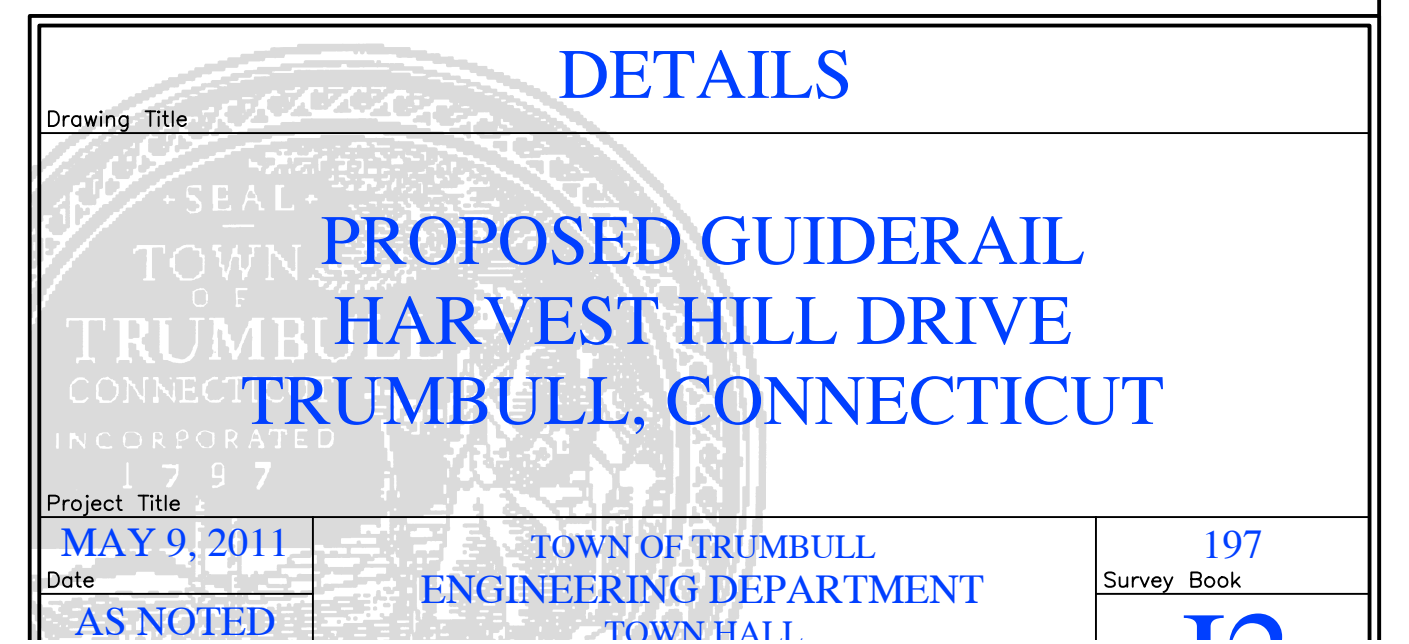 DETAILS
Drawing Title
·SEAL·
TOWN
OF
TRUMBULL
CONNECTICUT
INCORPORATED
1797
PROPOSED GUIDERAIL
HARVEST HILL DRIVE
TRUMBULL, CONNECTICUT
Project Title
MAY 9, 2011
Date
AS NOTED
TOWN OF TRUMBULL
ENGINEERING DEPARTMENT
TOWN HALL
197
Survey Book